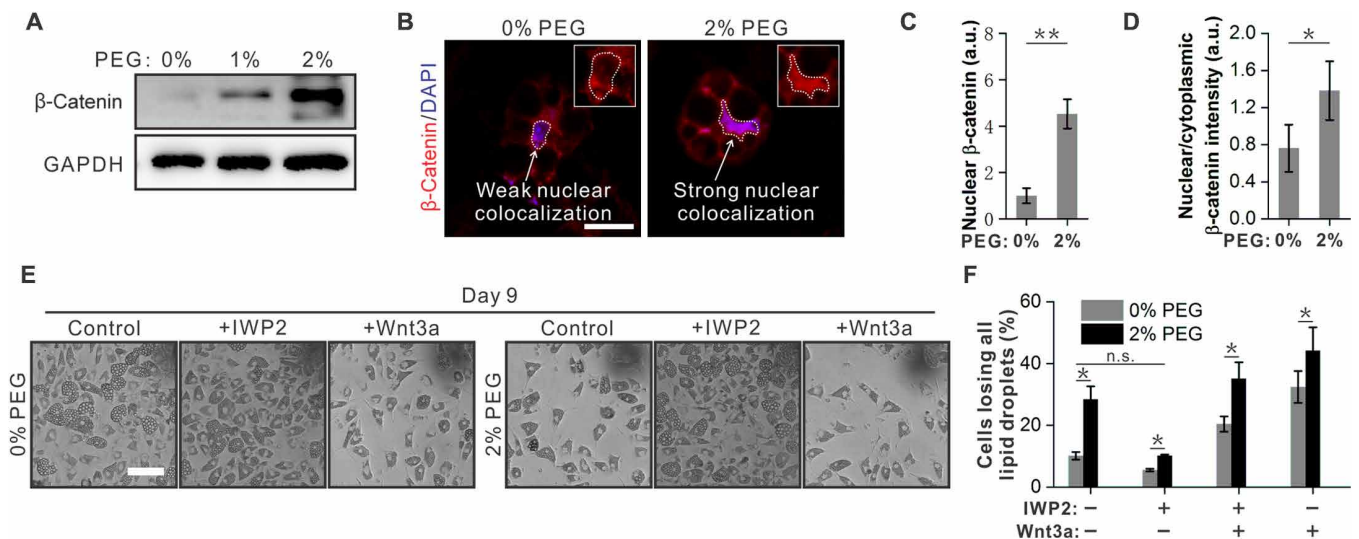 A
PEG: 0% 1% 2%
β-Catenin
GAPDH
B
0% PEG 2% PEG
β-Catenin/DAPI
Weak nuclear
colocalization
Strong nuclear
colocalization
C
Nuclear β-catenin (a.u.)
8
6
4
2
0
**
PEG: 0% 2%
D
Nuclear/cytoplasmic
β-catenin intensity (a.u.)
2.0
1.6
1.2
0.8
0.4
0.0
*
PEG: 0% 2%
E
Day 9
Control +IWP2 +Wnt3a Control +IWP2 +Wnt3a
0% PEG
2% PEG
F
Cells losing all
lipid droplets (%)
60
40
20
0
0% PEG
2% PEG
n.s.
* * * *
IWP2: − + + −
Wnt3a: − − + +